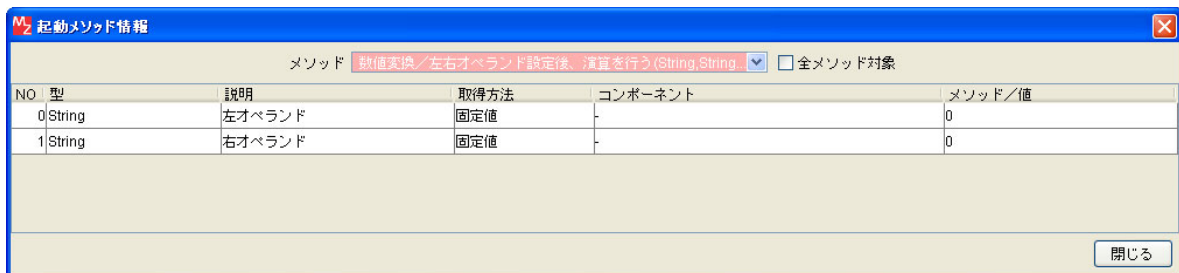 MZ 起動メソッド情報
メソッド 数値変換／左右オペランド設定後、演算を行う(String,String... 全メソッド対象
NO 型 説明 取得方法 コンポーネント メソッド／値
0 String 左オペランド 固定値 - 0
1 String 右オペランド 固定値 - 0
閉じる